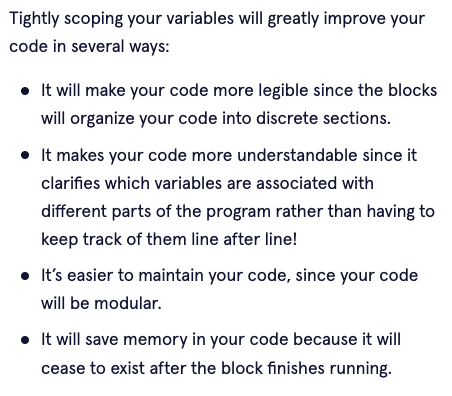 Tightly scoping your variables will greatly improve your
code in several ways:
• It will make your code more legible since the blocks
will organize your code into discrete sections.
• It makes your code more understandable since it
clarifies which variables are associated with
different parts of the program rather than having to
keep track of them line after line!
• It’s easier to maintain your code, since your code
will be modular.
• It will save memory in your code because it will
cease to exist after the block finishes running.